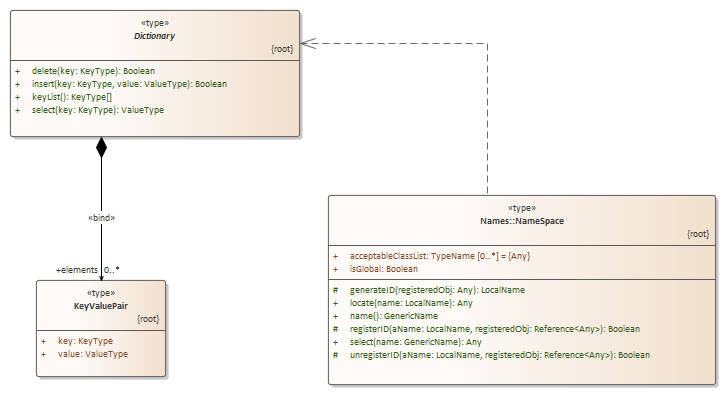 «type»
Dictionary
{root}
+ delete(key: KeyType): Boolean
+ insert(key: KeyType, value: ValueType): Boolean
+ keyList(): KeyType[]
+ select(key: KeyType): ValueType
«bind»
+elements 0..*
«type»
KeyValuePair
{root}
+ key: KeyType
+ value: ValueType
«type»
Names::NameSpace
{root}
+ acceptableClassList: TypeName [0..*] = {Any}
+ isGlobal: Boolean
# generateID(registeredObj: Any): LocalName
+ locate(name: LocalName): Any
+ name(): GenericName
# registerID(aName: LocalName, registeredObj: Reference<Any>): Boolean
+ select(name: GenericName): Any
# unregisterID(aName: LocalName, registeredObj: Reference<Any>): Boolean